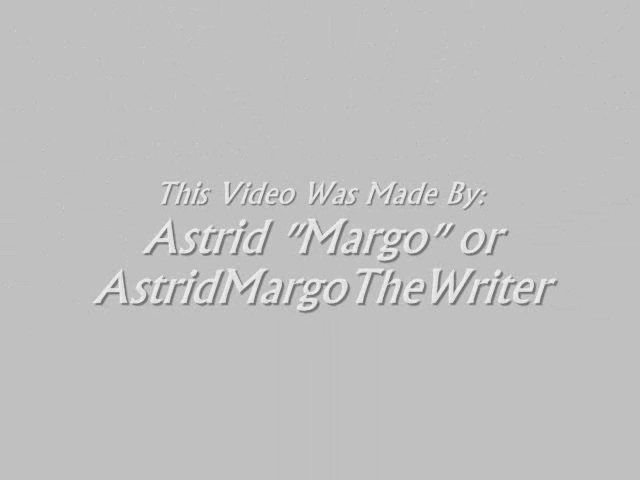 This Video Was Made By:
Astrid "Margo" or
AstridMargoTheWriter